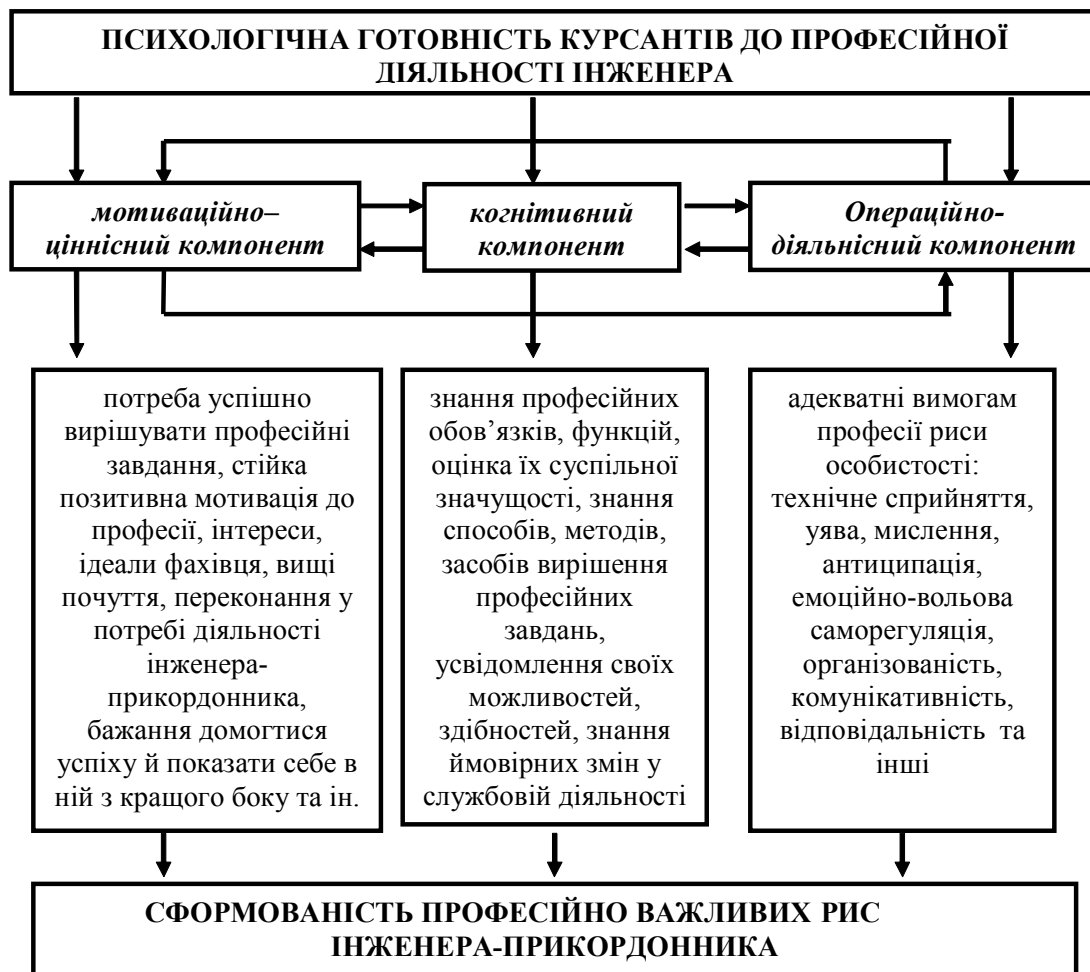 ПСИХОЛОГІЧНА ГОТОВНІСТЬ КУРСАНТІВ ДО ПРОФЕСІЙНОЇ
ДІЯЛЬНОСТІ ІНЖЕНЕРА
мотиваційно–
ціннісний компонент
когнітивний
компонент
Операційно-
діяльнісний компонент
потреба успішно
вирішувати професійні
завдання, стійка
позитивна мотивація до
професії, інтереси,
ідеали фахівця, вищі
почуття, переконання у
потребі діяльності
інженера-
прикордонника,
бажання домогтися
успіху й показати себе в
ній з кращого боку та ін.
знання професійних
обов’язків, функцій,
оцінка їх суспільної
значущості, знання
способів, методів,
засобів вирішення
професійних
завдань,
усвідомлення своїх
можливостей,
здібностей, знання
ймовірних змін у
службовій діяльності
адекватні вимогам
професії риси
особистості:
технічне сприйняття,
уява, мислення,
антиципація,
емоційно-вольова
саморегуляція,
організованість,
комунікативність,
відповідальність та
інші
СФОРМОВАНІСТЬ ПРОФЕСІЙНО ВАЖЛИВИХ РИС
ІНЖЕНЕРА-ПРИКОРДОННИКА